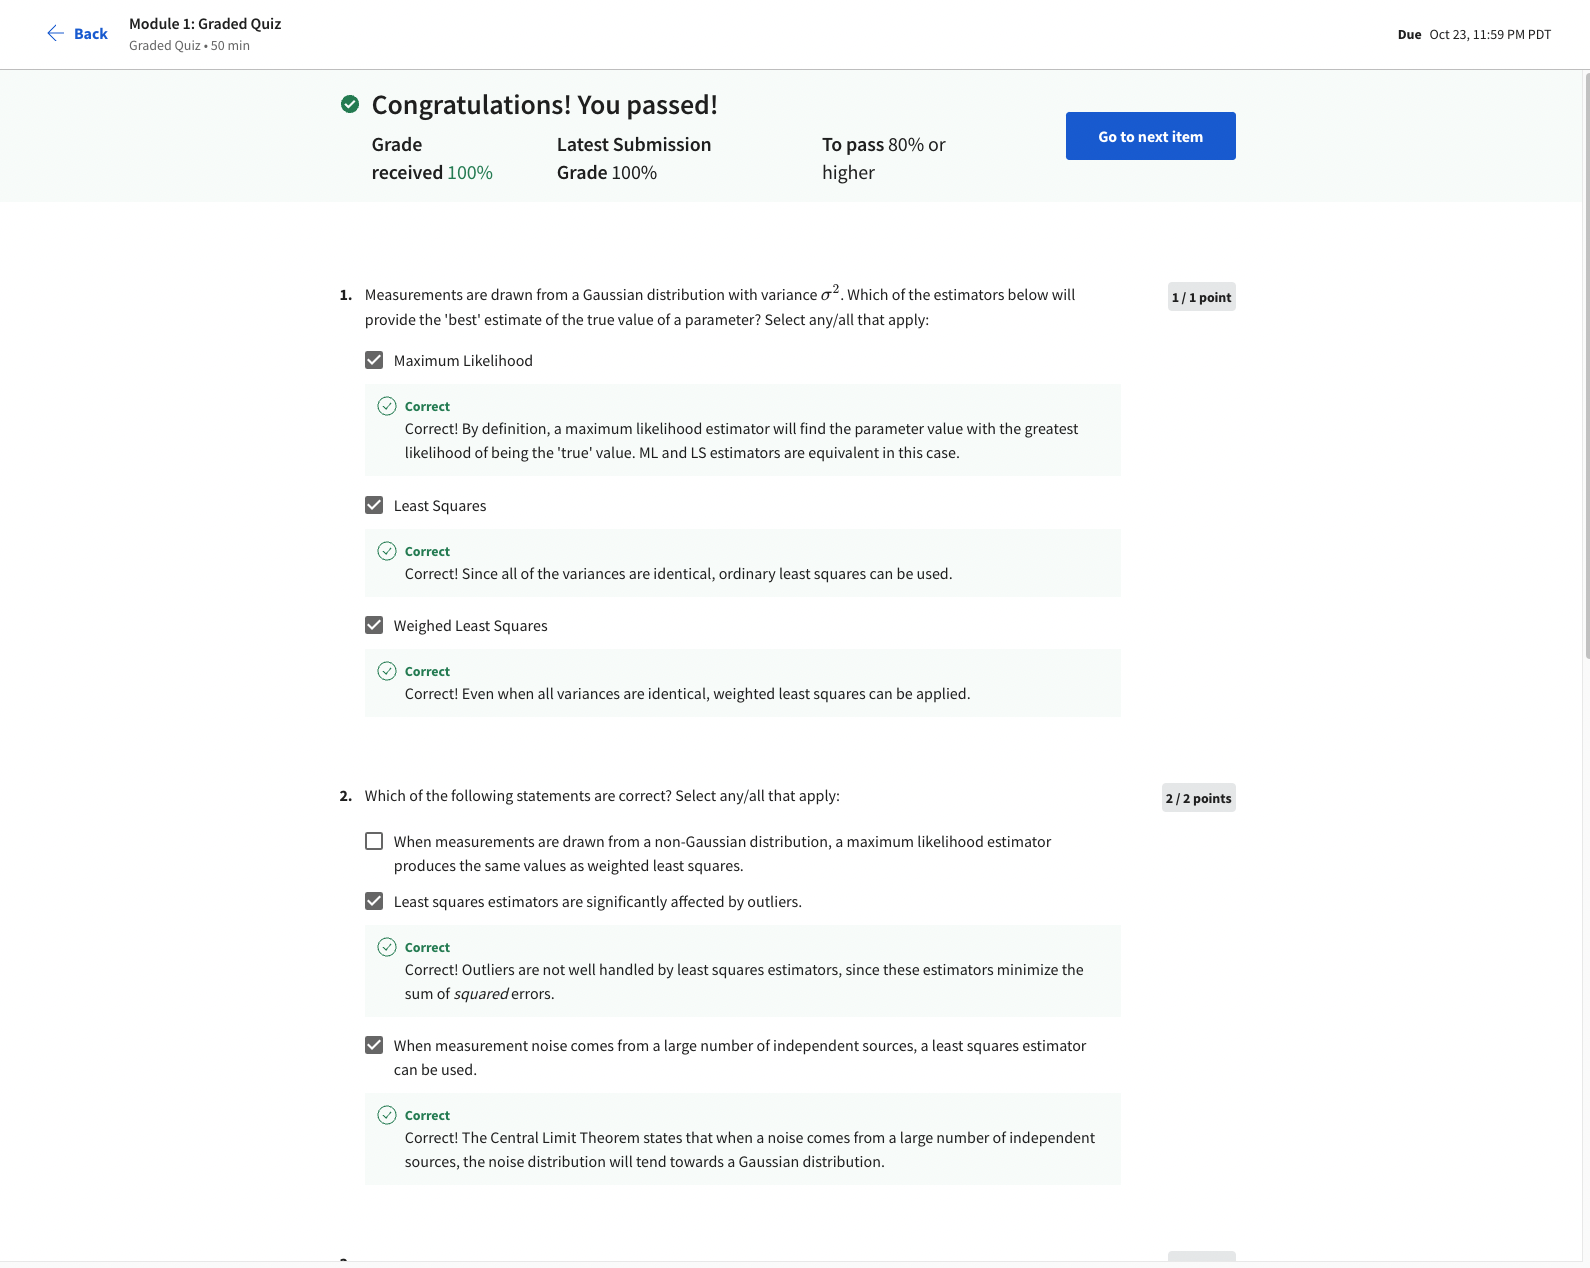 Back
Module 1: Graded Quiz
Graded Quiz • 50 min
Due Oct 23, 11:59 PM PDT
Congratulations! You passed!
Grade received 100%
Latest Submission Grade 100%
To pass 80% or higher
Go to next item
1. Measurements are drawn from a Gaussian distribution with variance σ². Which of the estimators below will
provide the 'best' estimate of the true value of a parameter? Select any/all that apply:
1 / 1 point
Maximum Likelihood
Correct
Correct! By definition, a maximum likelihood estimator will find the parameter value with the greatest
likelihood of being the 'true' value. ML and LS estimators are equivalent in this case.
Least Squares
Correct
Correct! Since all of the variances are identical, ordinary least squares can be used.
Weighed Least Squares
Correct
Correct! Even when all variances are identical, weighted least squares can be applied.
2. Which of the following statements are correct? Select any/all that apply:
2 / 2 points
When measurements are drawn from a non-Gaussian distribution, a maximum likelihood estimator
produces the same values as weighted least squares.
Least squares estimators are significantly affected by outliers.
Correct
Correct! Outliers are not well handled by least squares estimators, since these estimators minimize the
sum of squared errors.
When measurement noise comes from a large number of independent sources, a least squares estimator
can be used.
Correct
Correct! The Central Limit Theorem states that when a noise comes from a large number of independent
sources, the noise distribution will tend towards a Gaussian distribution.